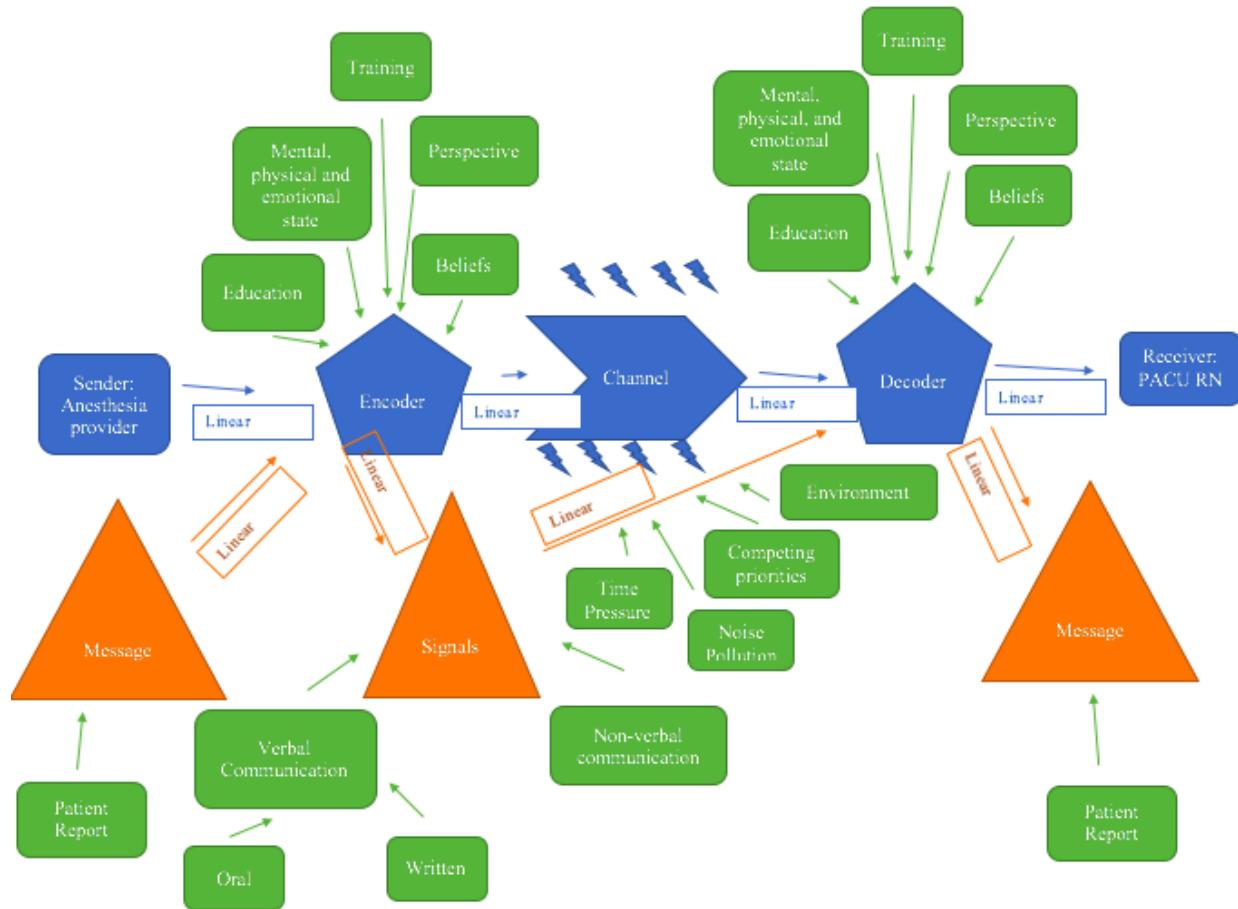 Training
Mental,
physical and
emotional
state
Perspective
Education
Beliefs
Training
Mental,
physical, and
emotional
state
Perspective
Beliefs
Education
Sender:
Anesthesia
provider
Linear
Encoder
Linear
Channel
Linear
Decoder
Linear
Receiver:
PACU RN
Linear
Linear
Linear
Linear
Message
Signals
Time
Pressure
Noise
Pollution
Competing
priorities
Environment
Message
Patient
Report
Verbal
Communication
Oral
Written
Non-verbal
communication
Patient
Report